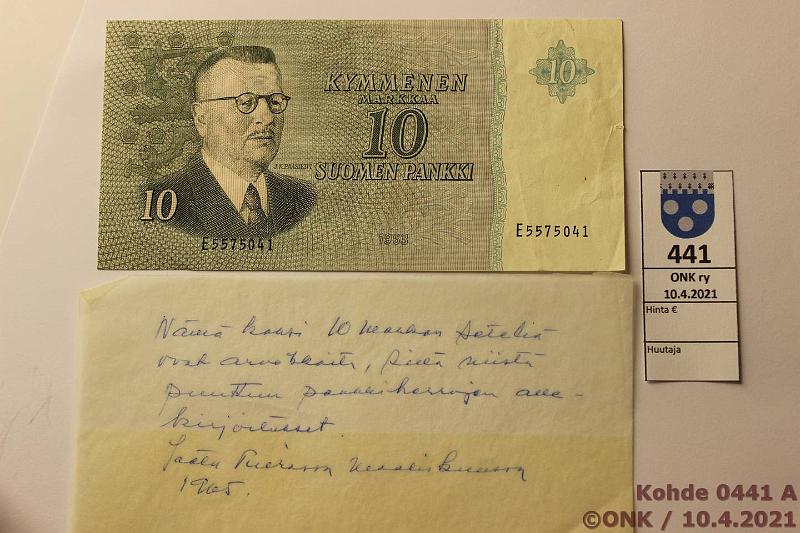 KYMMENEN
MARKKAA
10
SUOMEN PANKKI
10
10
E5575041
1963
E5575041
441
ONK ry
10.4.2021
Hinta €
Huutaja
Nämä kaksi 10 markan seteliä
ovat arvokkaita, sillä niistä
puuttuu pankkiherrojen alle-
kirjoitukset
Saatu maaliskuussa
1965.
Kohde 0441 A
©ONK / 10.4.2021